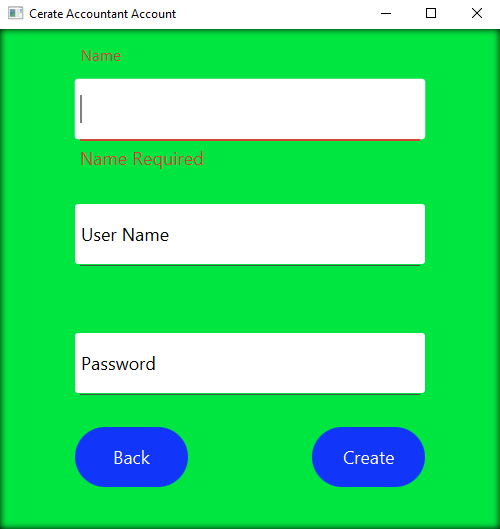 Cerate Accountant Account
Name
Name Required
User Name
Password
Back
Create